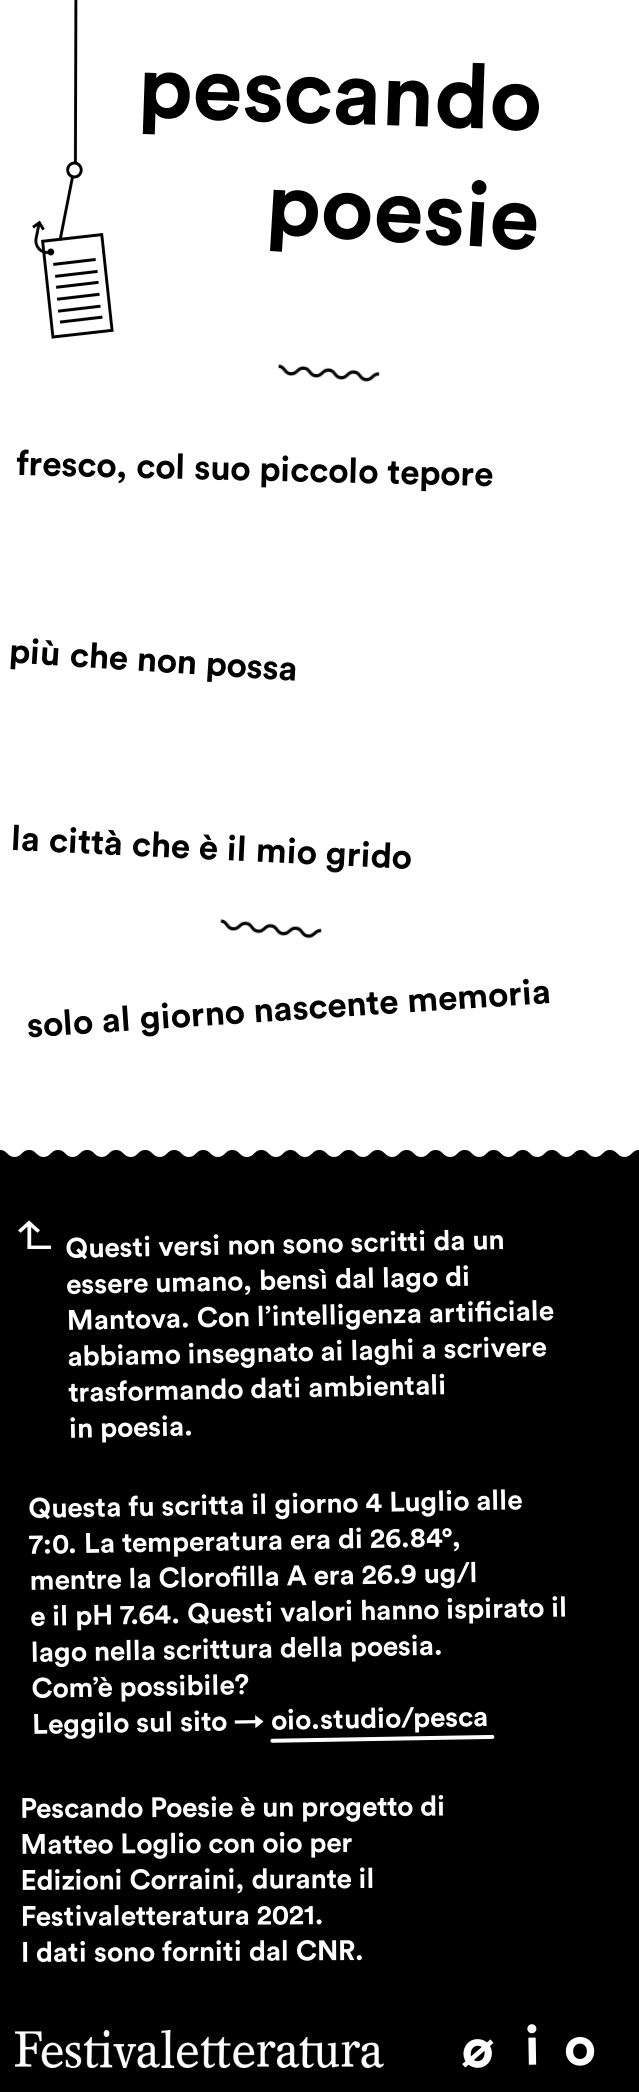 pescando
poesie
fresco, col suo piccolo tepore
più che non possa
la città che è il mio grido
solo al giorno nascente memoria
Questi versi non sono scritti da un
essere umano, bensì dal lago di
Mantova. Con l’intelligenza artificiale
abbiamo insegnato ai laghi a scrivere
trasformando dati ambientali
in poesia.
Questa fu scritta il giorno 4 Luglio alle
7:0. La temperatura era di 26.84°,
mentre la Clorofilla A era 26.9 ug/l
e il pH 7.64. Questi valori hanno ispirato il
lago nella scrittura della poesia.
Com’è possibile?
Leggilo sul sito → oio.studio/pesca
Pescando Poesie è un progetto di
Matteo Loglio con oio per
Edizioni Corraini, durante il
Festivaletteratura 2021.
I dati sono forniti dal CNR.
Festivaletteratura ø i o